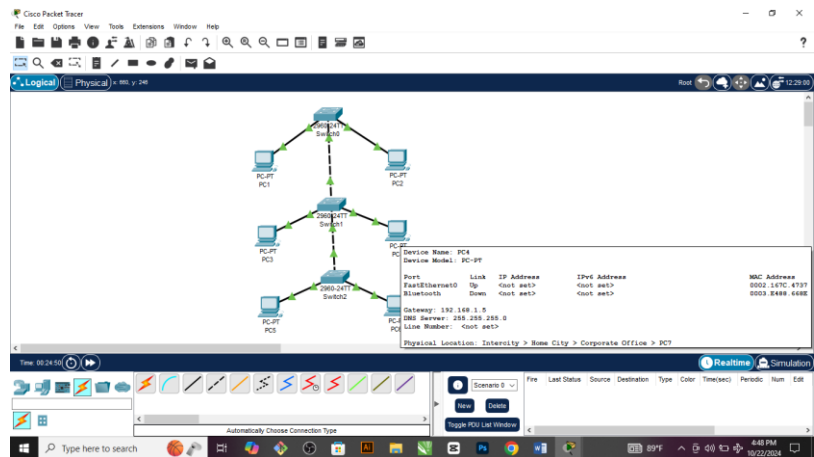 Cisco Packet Tracer
File Edit Options View Tools Extensions Window Help
?
Logical Physical x: 660, y: 246 Root 12:29:00
2960-24TT
Switch0
PC-PT
PC1
PC-PT
PC2
2960-24TT
Switch1
PC-PT
PC3
PC-PT
2960-24TT
Switch2
PC-PT
PC5
Device Name: PC4
Device Model: PC-PT
Port Link IP Address IPv6 Address MAC Address
FastEthernet0 Up <not set> <not set> 0002.167C.4737
Bluetooth Down <not set> <not set> 0003.E488.668E
Gateway: 192.168.1.5
DNS Server: 255.255.255.0
Line Number: <not set>
Physical Location: Intercity > Home City > Corporate Office > PC7
Time: 00:24:50 Realtime Simulation
Scenario 0
New Delete
Toggle PDU List Window
Fire Last Status Source Destination Type Color Time(sec) Periodic Num Edit
Automatically Choose Connection Type
Type here to search
89°F
4:48 PM
10/22/2024